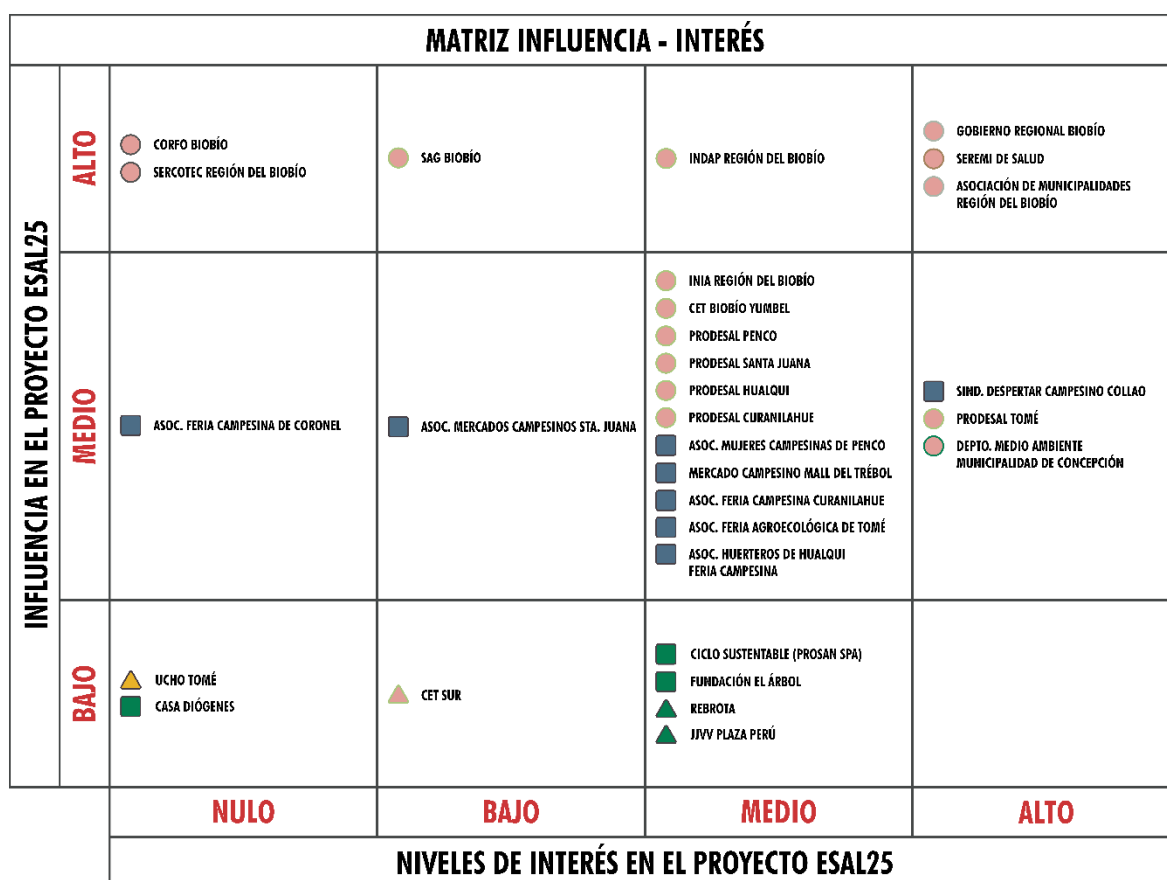 MATRIZ INFLUENCIA - INTERÉS
INFLUENCIA EN EL PROYECTO ESAL25
ALTO
CORFO BIOBÍO
SERCOTEC REGIÓN DEL BIOBÍO
SAG BIOBÍO
INDAP REGIÓN DEL BIOBÍO
GOBIERNO REGIONAL BIOBÍO
SEREMI DE SALUD
ASOCIACIÓN DE MUNICIPALIDADES
REGIÓN DEL BIOBÍO
MEDIO
ASOC. FERIA CAMPESINA DE CORONEL
ASOC. MERCADOS CAMPESINOS STA. JUANA
INIA REGIÓN DEL BIOBÍO
CET BIOBÍO YUMBEL
PRODESAL PENCO
PRODESAL SANTA JUANA
PRODESAL HUALQUI
PRODESAL CURANILAHUE
ASOC. MUJERES CAMPESINAS DE PENCO
MERCADO CAMPESINO MALL DEL TRÉBOL
ASOC. FERIA CAMPESINA CURANILAHUE
ASOC. FERIA AGROECOLÓGICA DE TOMÉ
ASOC. HUERTEROS DE HUALQUI
FERIA CAMPESINA
SIND. DESPERTAR CAMPESINO COLLAO
PRODESAL TOMÉ
DEPTO. MEDIO AMBIENTE
MUNICIPALIDAD DE CONCEPCIÓN
BAJO
UCHO TOMÉ
CASA DIÓGENES
CET SUR
CICLO SUSTENTABLE (PROSAN SPA)
FUNDACIÓN EL ÁRBOL
REBROTA
JJVV PLAZA PERÚ
NULO
BAJO
MEDIO
ALTO
NIVELES DE INTERÉS EN EL PROYECTO ESAL25